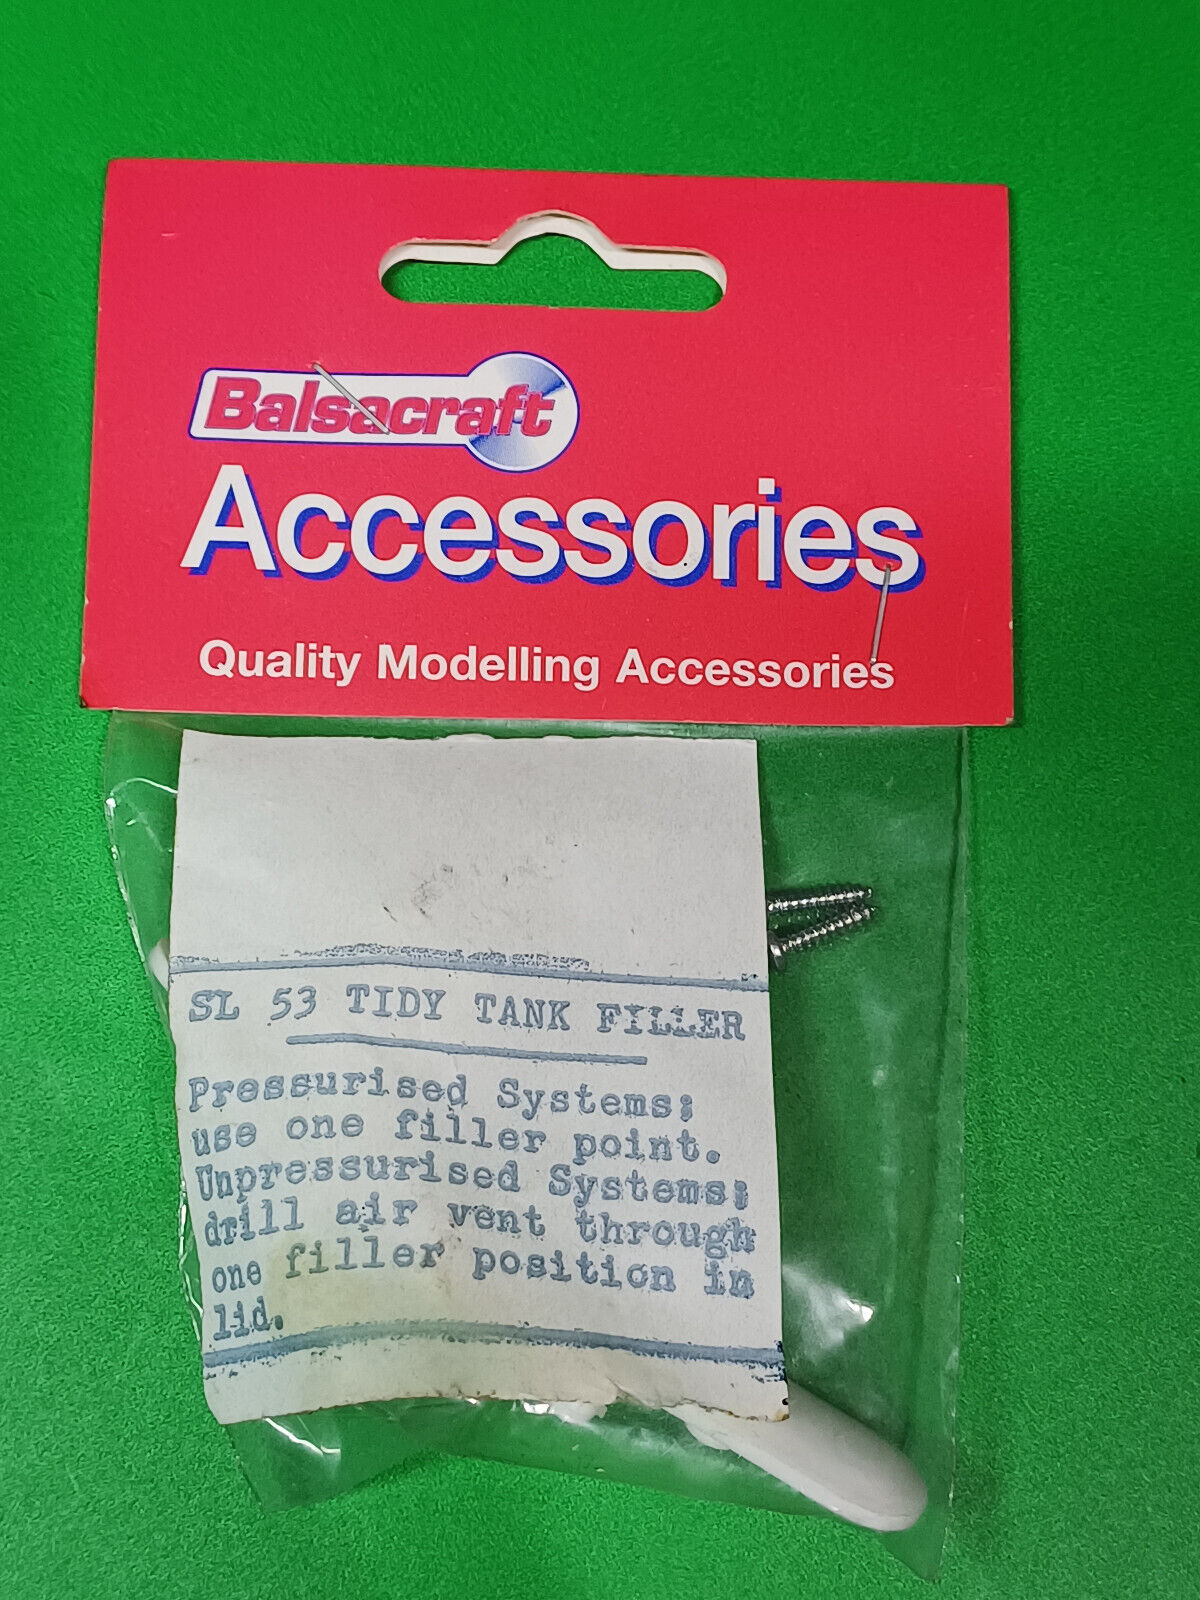 Balsacraft
Accessories
Quality Modelling Accessories
SL 53 TIDY TANK FILLER
Pressurised Systems;
use one filler point.
Unpressurised Systems;
drill air vent through
one filler position in
lid.